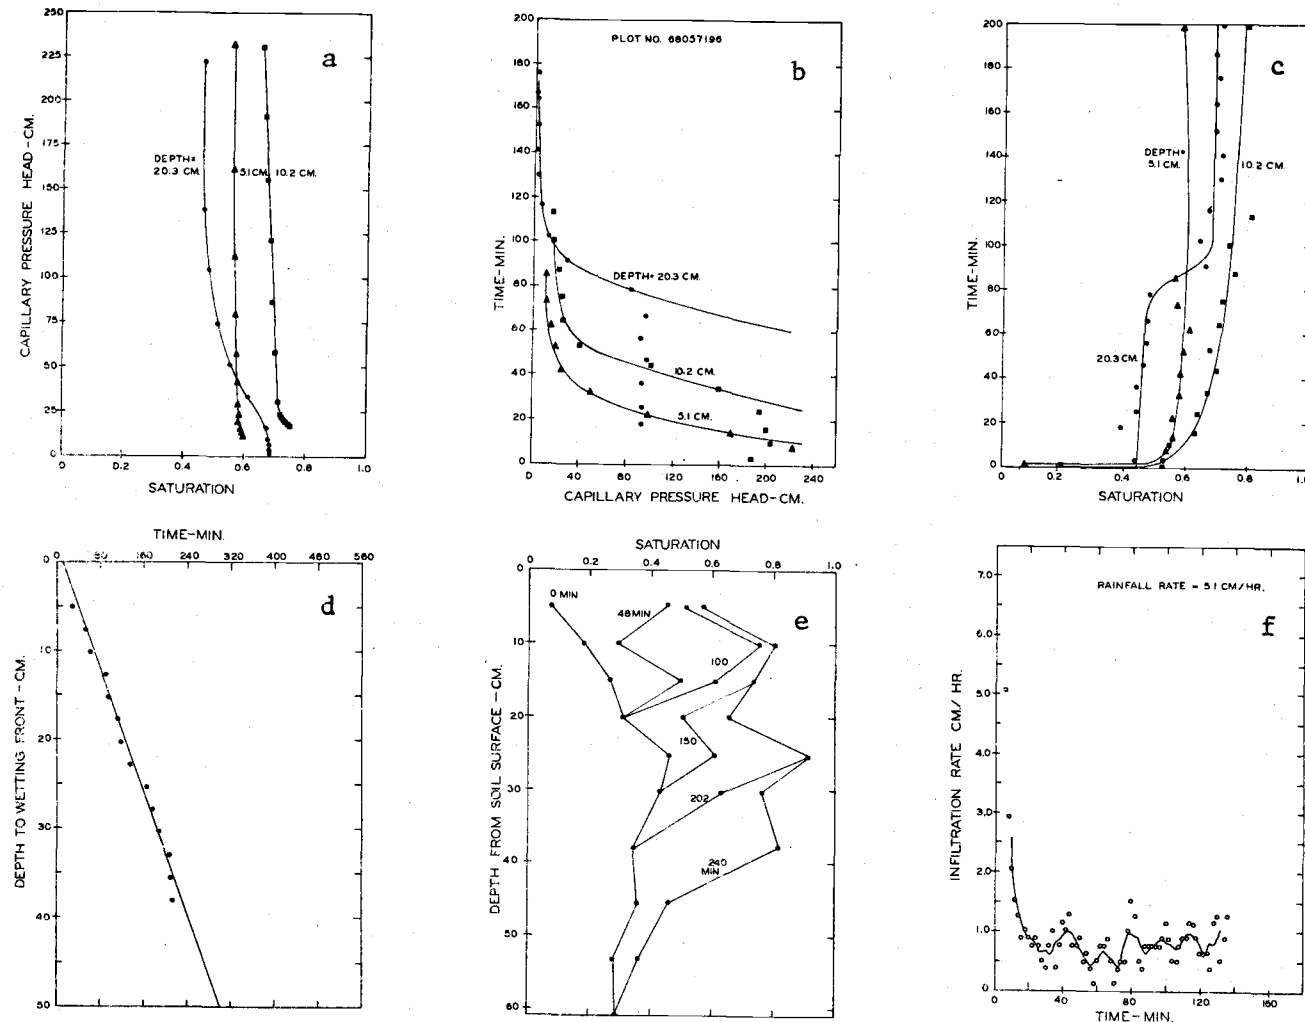 a
CAPILLARY PRESSURE HEAD-CM.
250
225
200
175
150
125
100
75
50
25
0
DEPTH=
20.3 CM.
5.1 CM.
10.2 CM.
0
0.2
0.4
0.6
0.8
1.0
SATURATION
b
PLOT NO. 68057196
TIME-MIN.
200
180
160
140
120
100
80
60
40
20
0
DEPTH= 20.3 CM.
10.2 CM.
5.1 CM.
0
40
80
120
160
200
240
CAPILLARY PRESSURE HEAD-CM.
c
TIME-MIN.
200
180
160
140
120
100
80
60
40
20
0
DEPTH=
5.1 CM.
10.2 CM.
20.3 CM.
0
0.2
0.4
0.6
0.8
1.0
SATURATION
d
TIME-MIN.
0
80
160
240
320
400
480
560
DEPTH TO WETTING FRONT-CM.
0
10
20
30
40
50
e
SATURATION
0
0.2
0.4
0.6
0.8
1.0
DEPTH FROM SOIL SURFACE-CM.
0
10
20
30
40
50
60
0 MIN
48 MIN
100
150
202
240
MIN
f
RAINFALL RATE = 5.1 CM/HR.
INFILTRATION RATE CM/HR.
7.0
6.0
5.0
4.0
3.0
2.0
1.0
0
0
40
80
120
160
TIME-MIN.